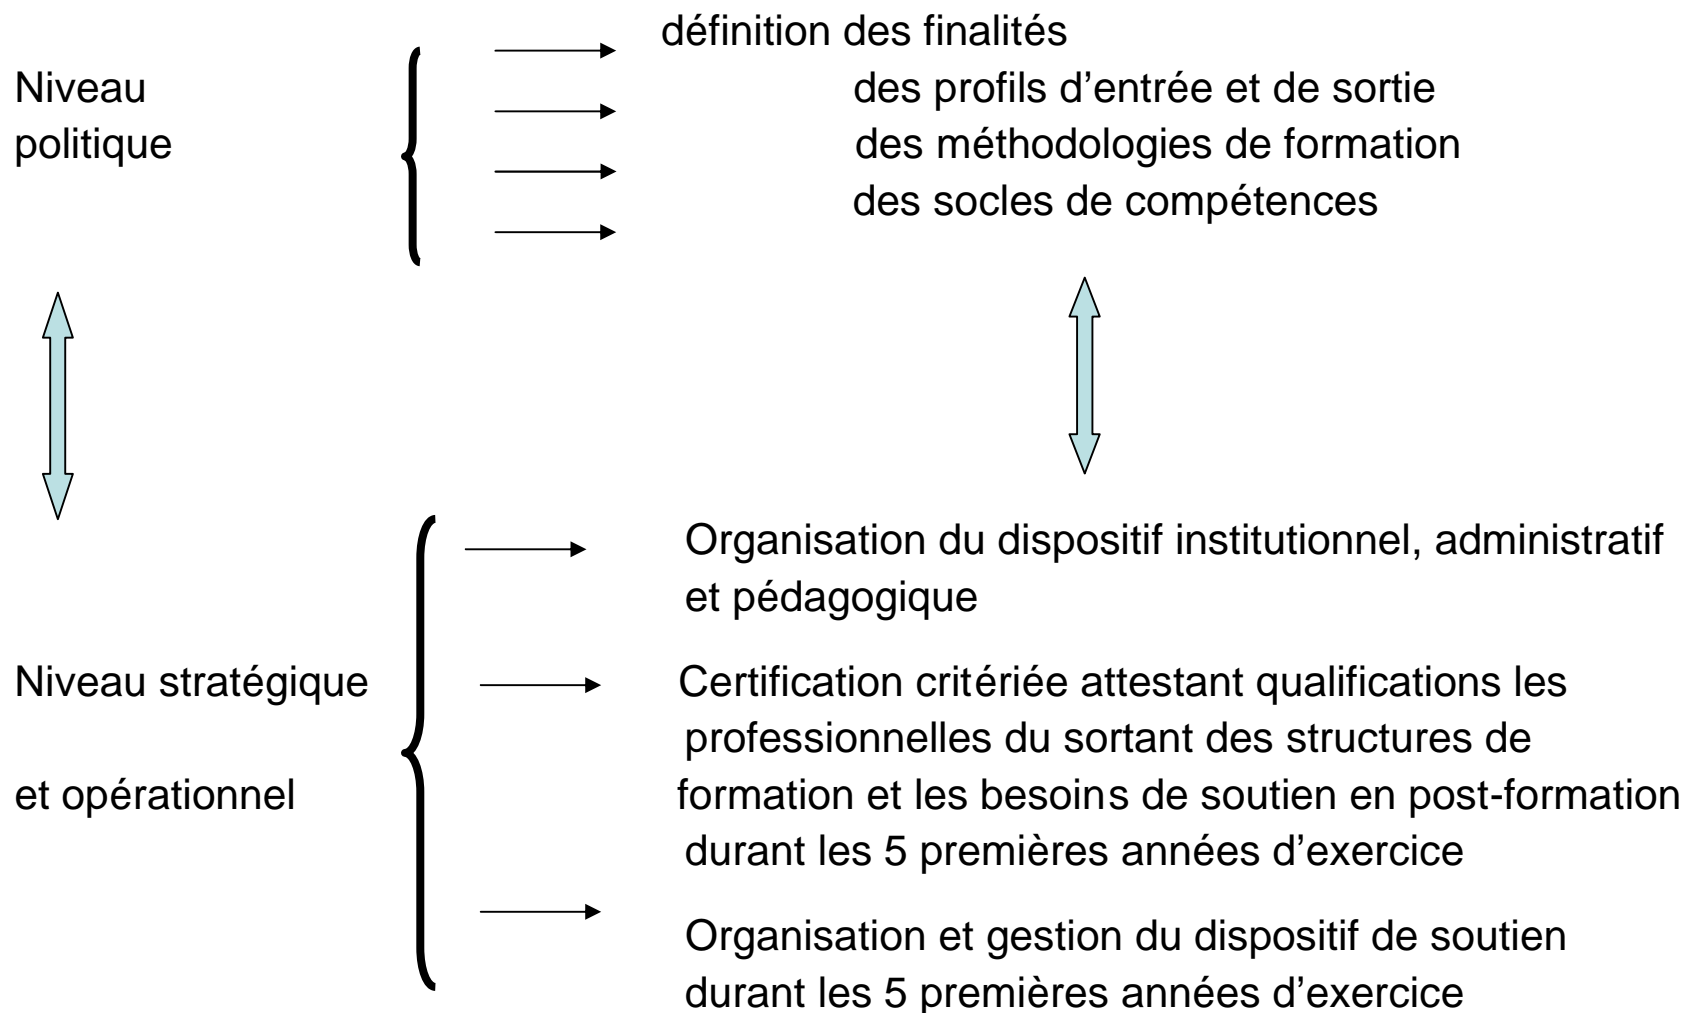 définition des finalités
Niveau
politique
des profils d'entrée et de sortie
des méthodologies de formation
des socles de compétences
Organisation du dispositif institutionnel, administratif
et pédagogique
Niveau stratégique
et opérationnel
Certification critériée attestant qualifications les
professionnelles du sortant des structures de
formation et les besoins de soutien en post-formation
durant les 5 premières années d'exercice
Organisation et gestion du dispositif de soutien
durant les 5 premières années d'exercice